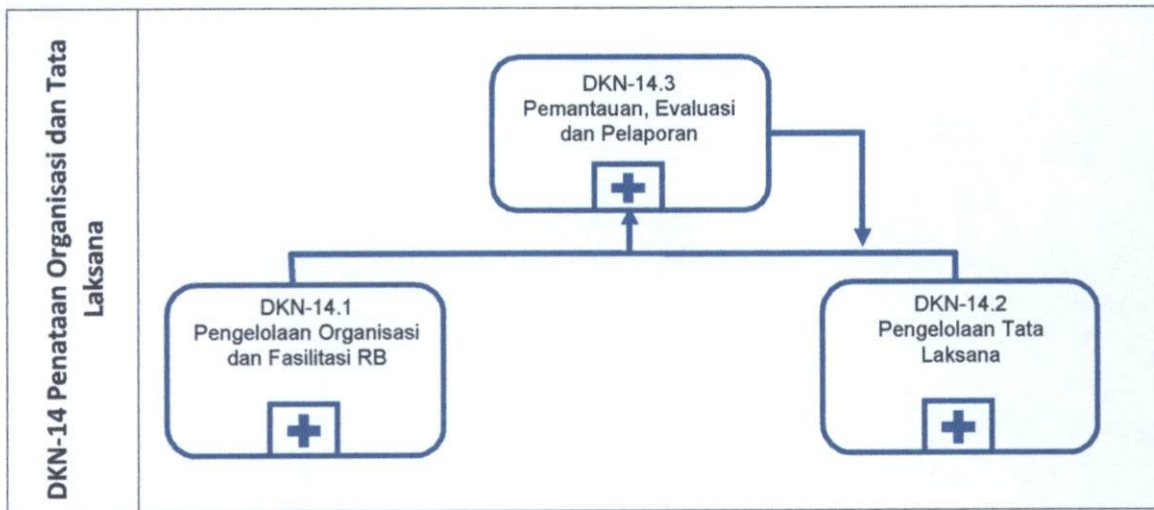 DKN-14 Penataan Organisasi dan Tata
Laksana
DKN-14.3
Pemantauan, Evaluasi
dan Pelaporan
DKN-14.1
Pengelolaan Organisasi
dan Fasilitasi RB
DKN-14.2
Pengelolaan Tata
Laksana